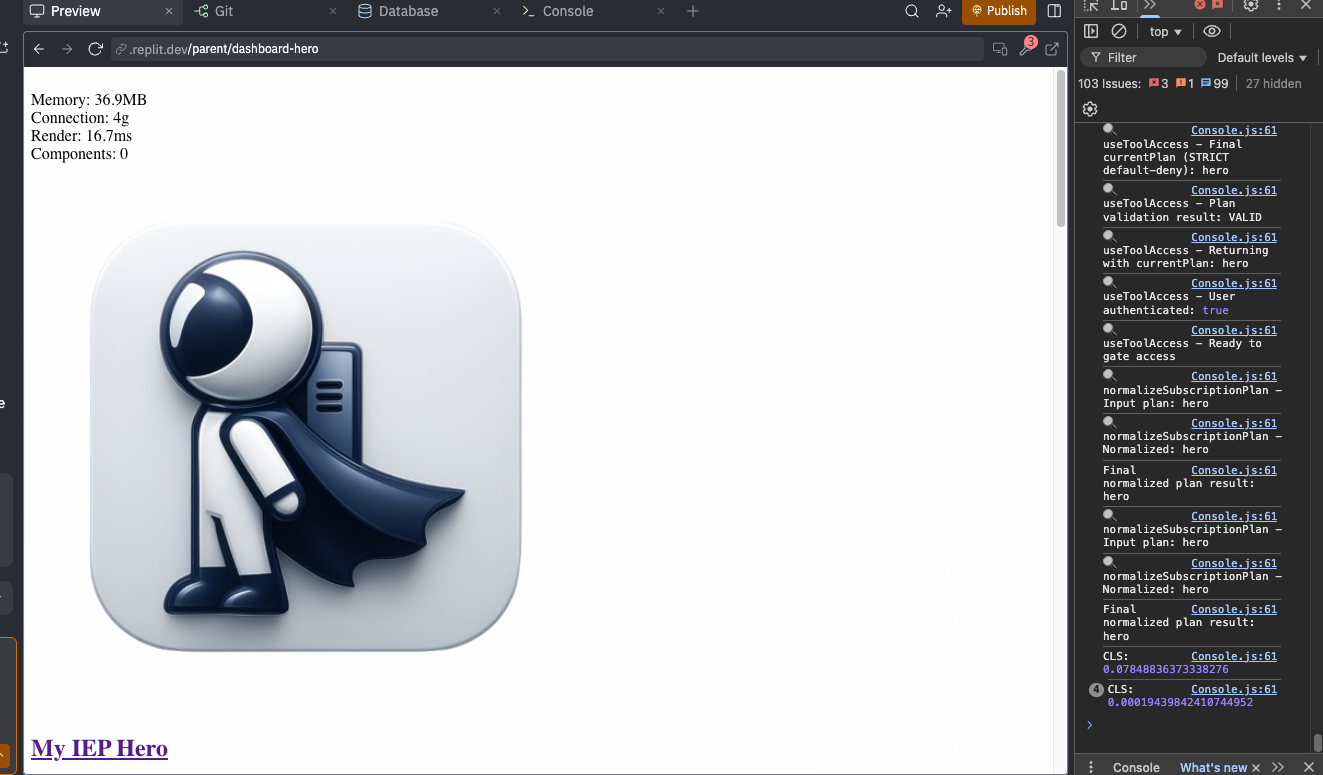 Preview
Git
Database
Console
Publish
.replit.dev/parent/dashboard-hero
3
Memory: 36.9MB
Connection: 4g
Render: 16.7ms
Components: 0
My IEP Hero
e
top
Filter
Default levels
103 Issues: 3 1 99
27 hidden
Console.js:61
useToolAccess – Final
currentPlan (STRICT
default-deny): hero
Console.js:61
useToolAccess – Plan
validation result: VALID
Console.js:61
useToolAccess – Returning
with currentPlan: hero
Console.js:61
useToolAccess – User
authenticated: true
Console.js:61
useToolAccess – Ready to
gate access
Console.js:61
normalizeSubscriptionPlan –
Input plan: hero
Console.js:61
normalizeSubscriptionPlan –
Normalized: hero
Final Console.js:61
normalized plan result:
hero
Console.js:61
normalizeSubscriptionPlan –
Input plan: hero
Console.js:61
normalizeSubscriptionPlan –
Normalized: hero
Final Console.js:61
normalized plan result:
hero
CLS: Console.js:61
0.07848836373338276
4 CLS: Console.js:61
0.00019439842410744952
Console
What's new